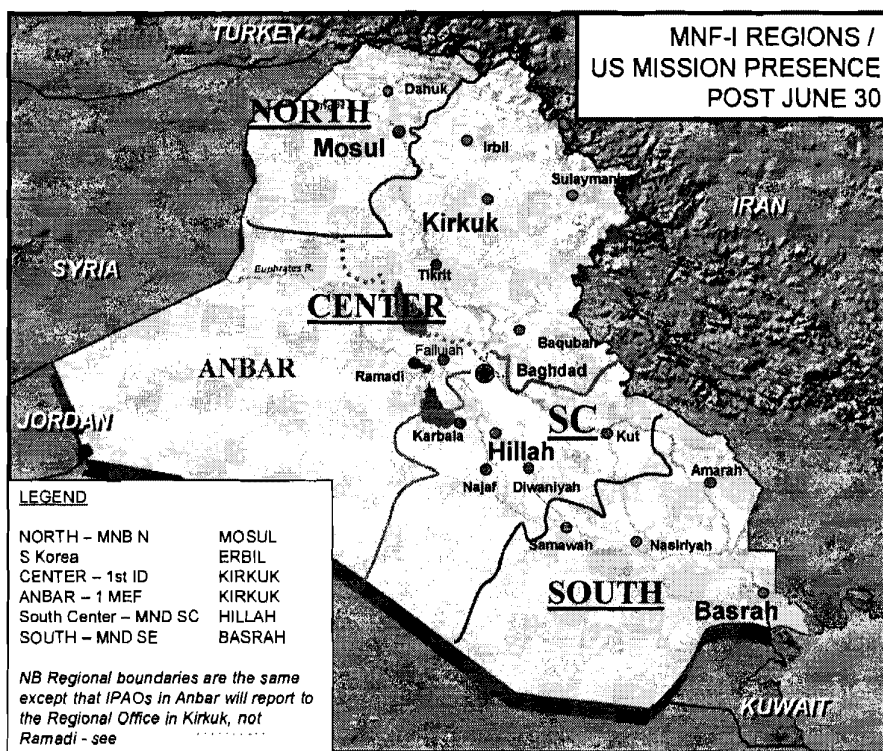 MNF-I REGIONS /
US MISSION PRESENCE
POST JUNE 30
TURKEY
Dahuk
NORTH
Mosul
Irbil
Kirkuk
IRAN
SYRIA
Euphrates R.
Tikrit
CENTER
Baqubah
Fallujah
ANBAR
Ramadi
Baghdad
JORDAN
SC
Karbala
Hillah
Kut
Najaf
Diwaniyah
Amarah
Samawah
Nasiriyah
SOUTH
Basrah
KUWAIT
LEGEND
NORTH – MNB N MOSUL
S Korea ERBIL
CENTER – 1st ID KIRKUK
ANBAR – 1 MEF KIRKUK
South Center – MND SC HILLAH
SOUTH – MND SE BASRAH
NB Regional boundaries are the same
except that IPAOs in Anbar will report to
the Regional Office in Kirkuk, not
Ramadi - see